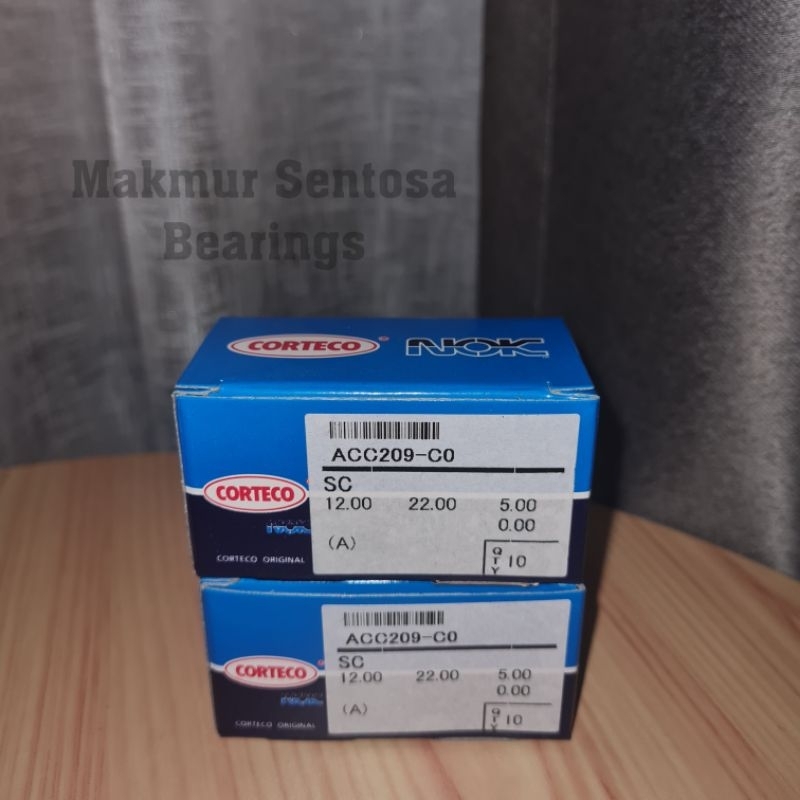 Makmur Sentosa
Bearings
CORTECO® NOK
ACC209-C0
SC
12.00 22.00 5.00
0.00
(A)
QTY 10
CORTECO
CORTECO ORIGINAL
ACC209-C0
SC
12.00 22.00 5.00
0.00
(A)
QTY 10
CORTECO
CORTECO ORIGINAL